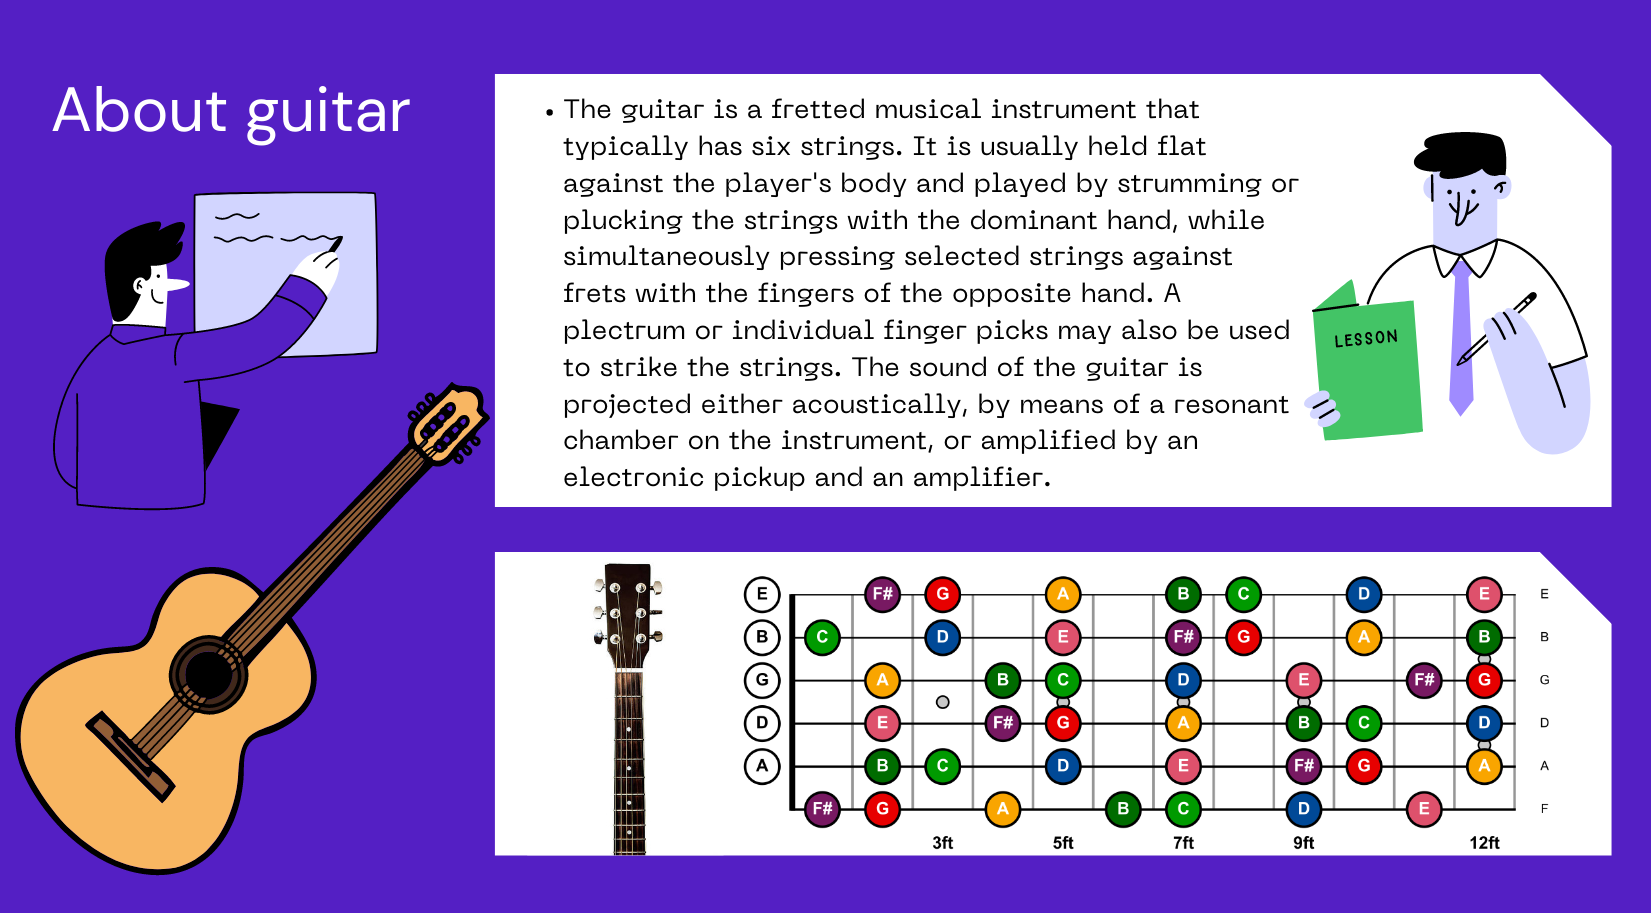 About guitar
• The guitar is a fretted musical instrument that
typically has six strings. It is usually held flat
against the player's body and played by strumming or
plucking the strings with the dominant hand, while
simultaneously pressing selected strings against
frets with the fingers of the opposite hand. A
plectrum or individual finger picks may also be used
to strike the strings. The sound of the guitar is
projected either acoustically, by means of a resonant
chamber on the instrument, or amplified by an
electronic pickup and an amplifier.
LESSON
E F# G A B C D E E
B C D E F# G A B B
G A B C D E F# G G
D E F# G A B C D D
A B C D E F# G A A
F# G A B C D E F
3ft 5ft 7ft 9ft 12ft